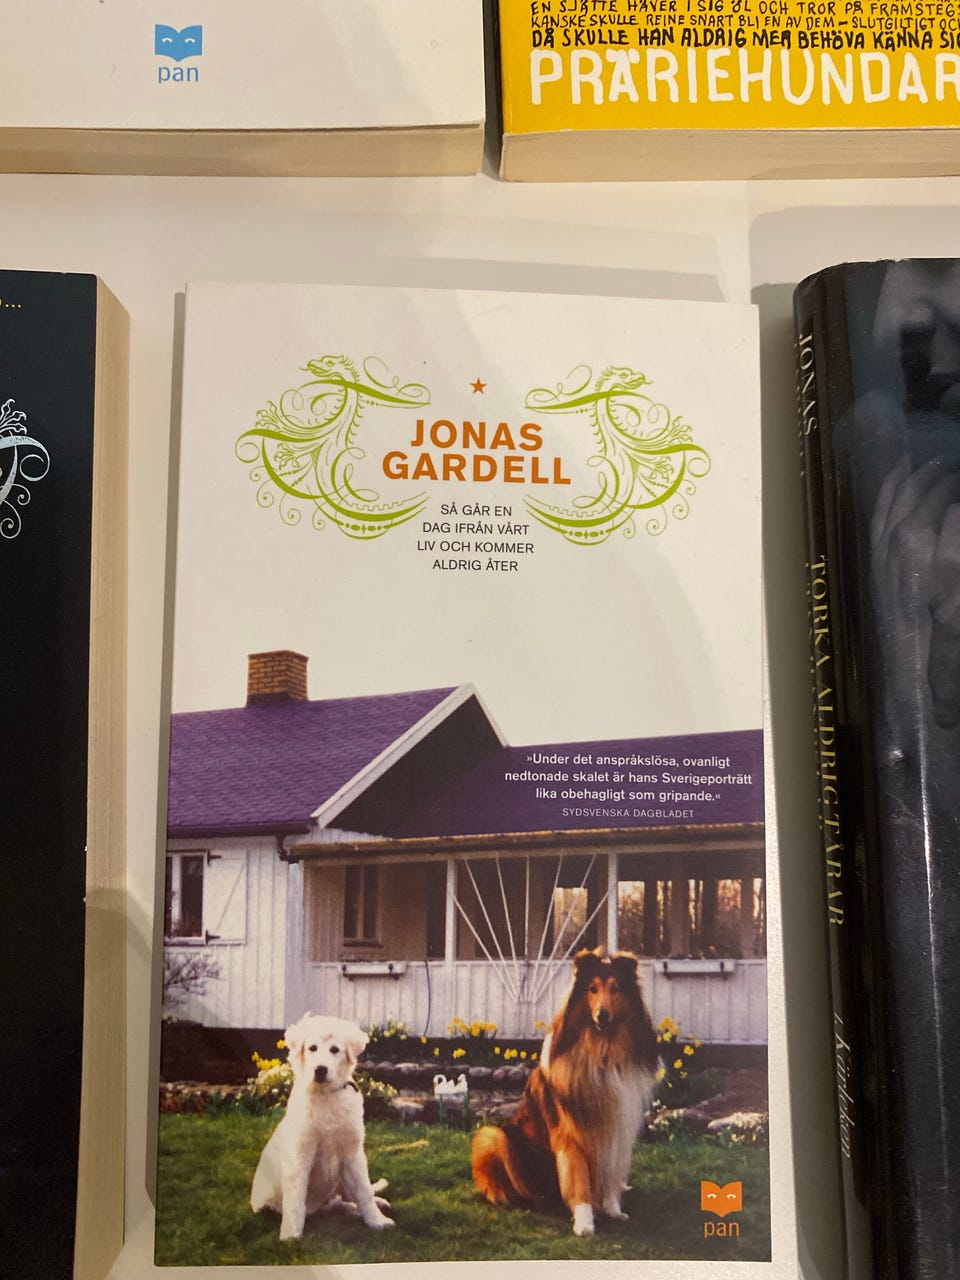 pan
EN SJÄTTE HÄVER I SIG ÖL OCH TROR PÅ FRAMSTEGS
KANSKE SKULLE REINE SNART BLI EN AV DEM – SLUTGILTIGT OCH
DÅ SKULLE HAN ALDRIG MER BEHÖVA KÄNNA SIG
PRÄRIEHUNDAR
JONAS
GARDELL
SÅ GÅR EN
DAG IFRÅN VÅRT
LIV OCH KOMMER
ALDRIG ÅTER
»Under det anspråkslösa, ovanligt
nedtonade skalet är hans Sverigeporträtt
lika obehagligt som gripande.«
SYDSVENSKA DAGBLADET
pan
JONAS
TORKA ALDRIG TÅRAR
1. Kärleken